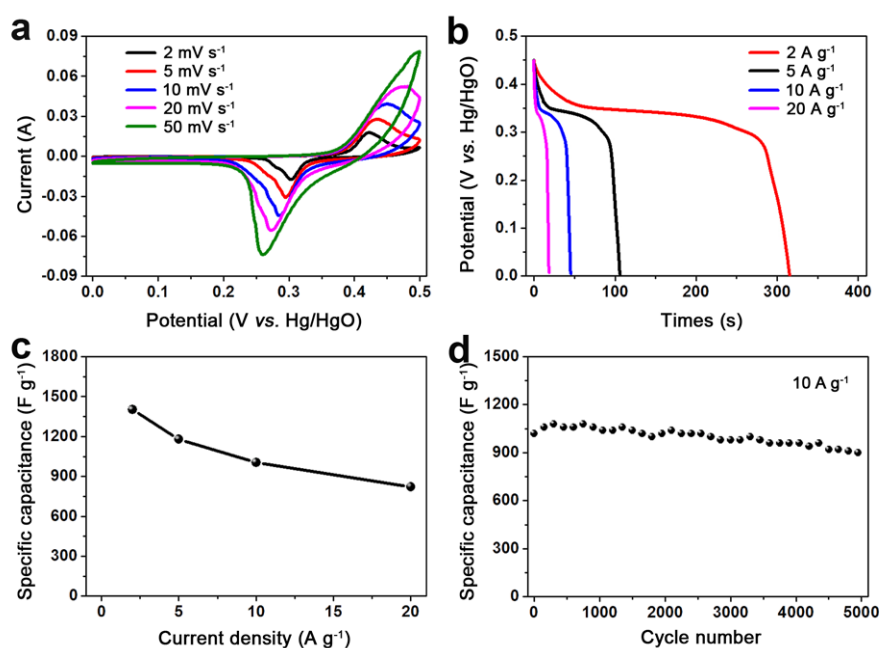 a
0.09
0.06
0.03
0.00
-0.03
-0.06
-0.09
Current (A)
2 mV s⁻¹
5 mV s⁻¹
10 mV s⁻¹
20 mV s⁻¹
50 mV s⁻¹
0.0 0.1 0.2 0.3 0.4 0.5
Potential (V vs. Hg/HgO)
b
0.5
0.4
0.3
0.2
0.1
0.0
Potential (V vs. Hg/HgO)
2 A g⁻¹
5 A g⁻¹
10 A g⁻¹
20 A g⁻¹
0 100 200 300 400
Times (s)
c
1800
1500
1200
900
600
300
0
Specific capacitance (F g⁻¹)
0 5 10 15 20
Current density (A g⁻¹)
d
1500
1200
900
600
300
0
Specific capacitance (F g⁻¹)
10 A g⁻¹
0 1000 2000 3000 4000 5000
Cycle number